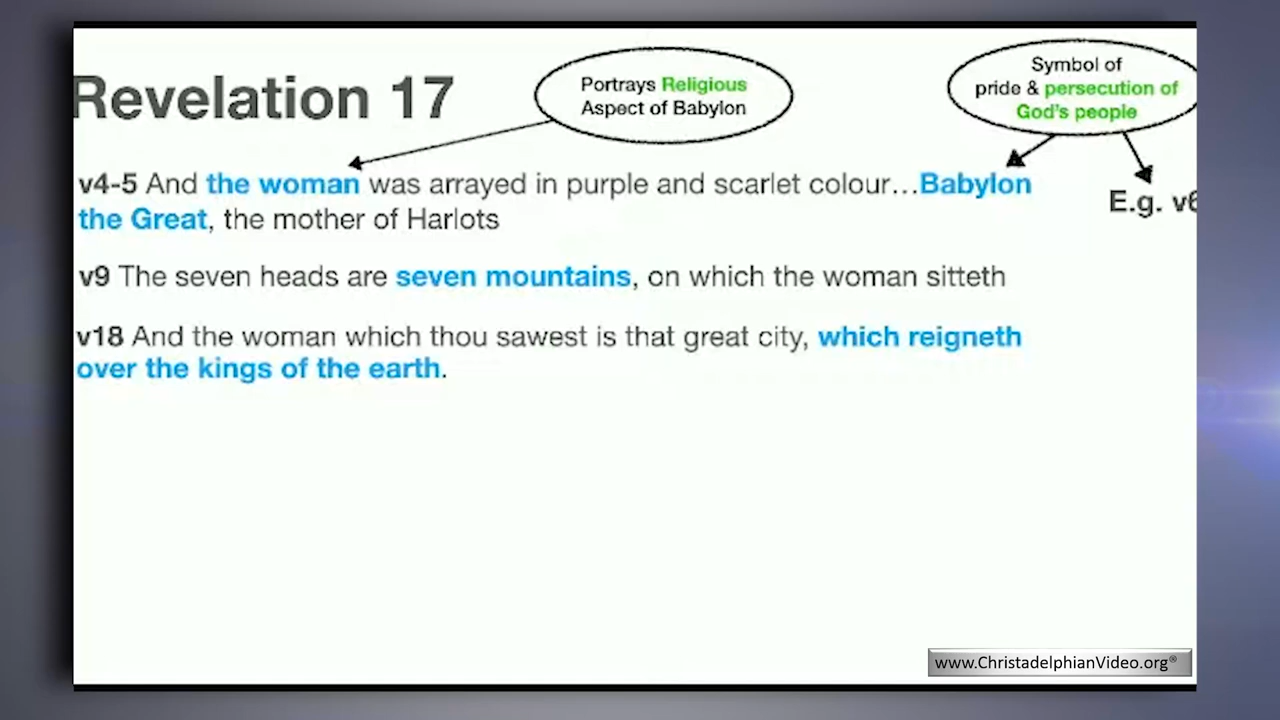 Revelation 17
Portrays Religious
Aspect of Babylon
Symbol of
pride & persecution of
God's people
v4-5 And the woman was arrayed in purple and scarlet colour…Babylon
the Great, the mother of Harlots
E.g. v6
v9 The seven heads are seven mountains, on which the woman sitteth
v18 And the woman which thou sawest is that great city, which reigneth
over the kings of the earth.
www.ChristadelphianVideo.org®